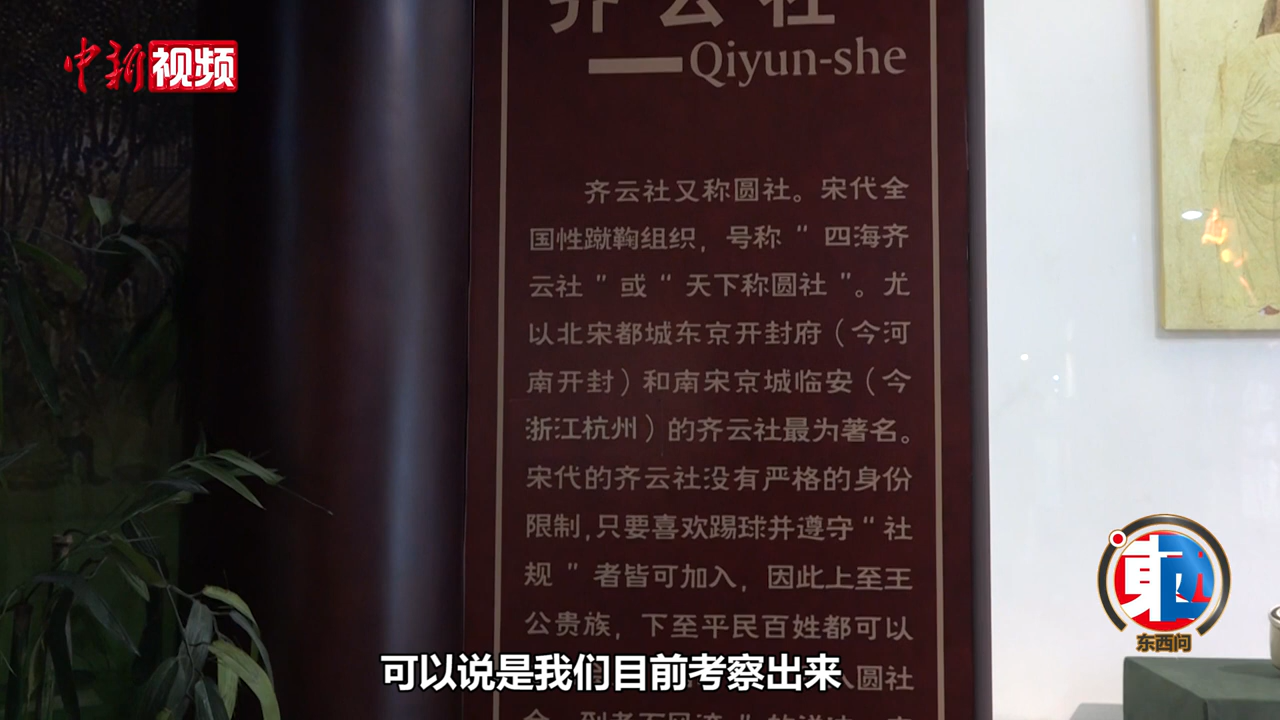 中新视频
齐云社
Qiyun-she
齐云社又称圆社。宋代全
国性蹴鞠组织，号称“四海齐
云社”或“天下称圆社”。尤
以北宋都城东京开封府（今河
南开封）和南宋京城临安（今
浙江杭州）的齐云社最为著名。
宋代的齐云社没有严格的身份
限制,只要喜欢踢球并遵守“社
规”者皆可加入，因此上至王
公贵族，下至平民百姓都可以
圆社
東
东西问
可以说是我们目前考察出来